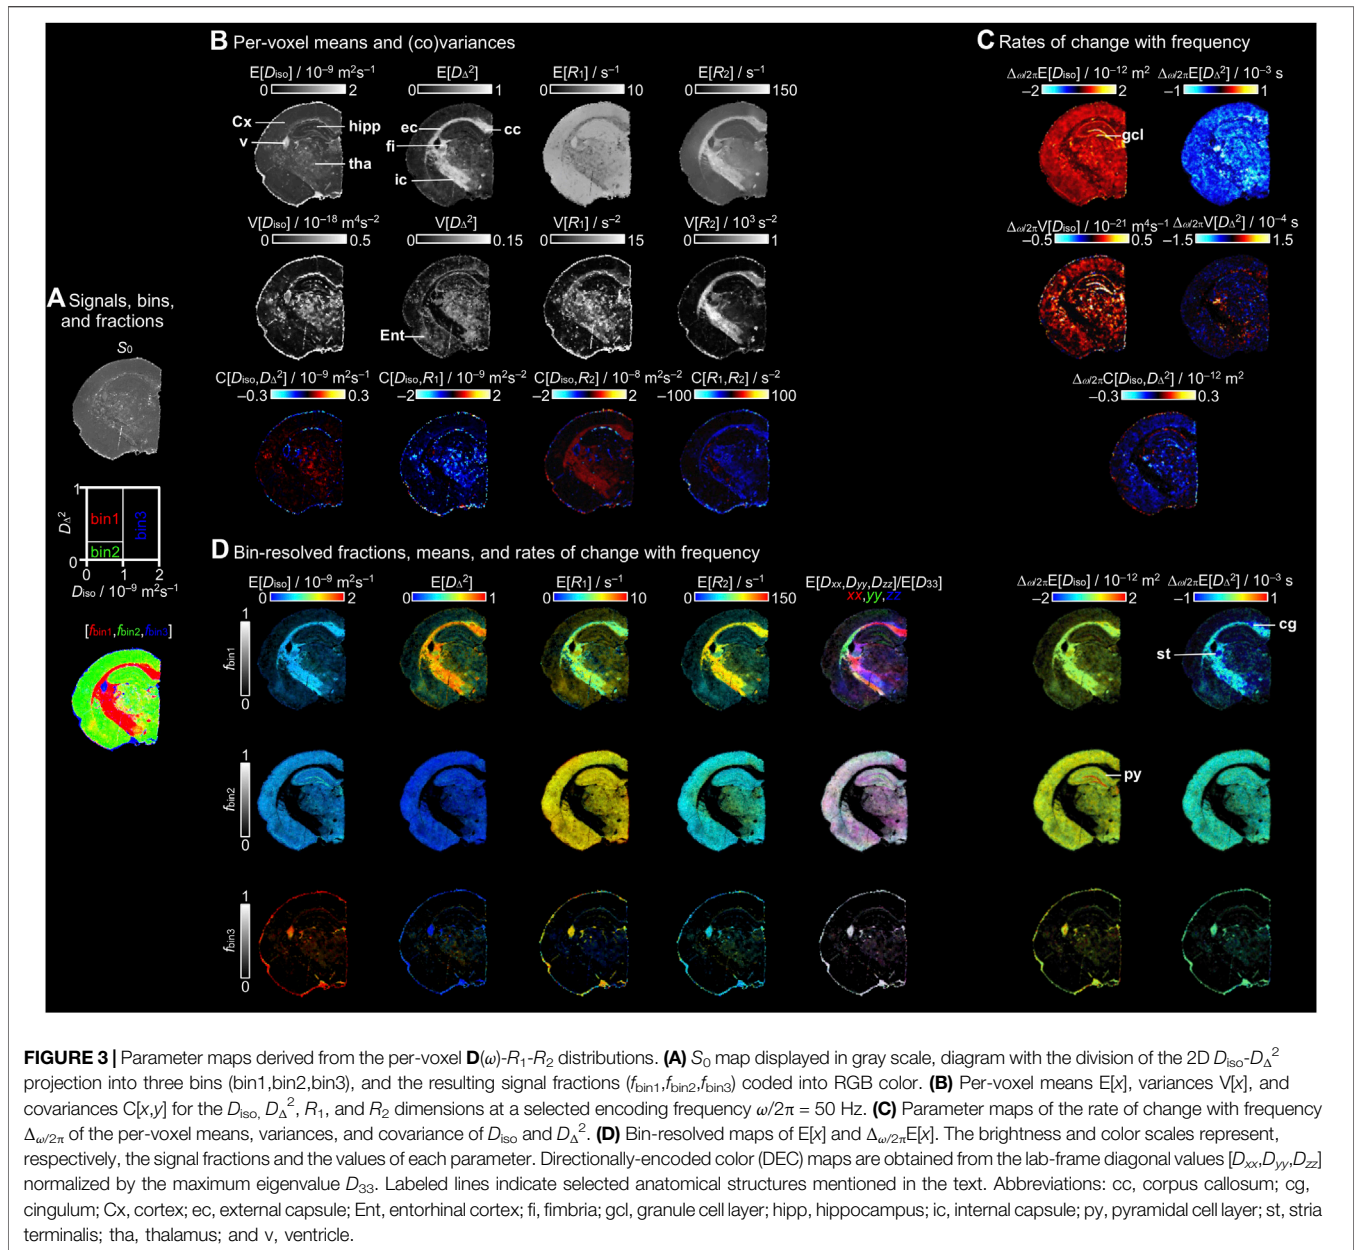 B Per-voxel means and (co)variances
E[Diso] / 10−9 m2s−1
0 2
E[DΔ2]
0 1
E[R1] / s−1
0 10
E[R2] / s−1
0 150
Cx
v
hipp
tha
ec
fi
ic
cc
V[Diso] / 10−18 m4s−2
0 0.5
V[DΔ2]
0 0.15
V[R1] / s−2
0 15
V[R2] / 103 s−2
0 1
Ent
C[Diso,DΔ2] / 10−9 m2s−1
−0.3 0.3
C[Diso,R1] / 10−9 m2s−2
−2 2
C[Diso,R2] / 10−8 m2s−2
−2 2
C[R1,R2] / s−2
−100 100
C Rates of change with frequency
Δω/2πE[Diso] / 10−12 m2
−2 2
Δω/2πE[DΔ2] / 10−3 s
−1 1
gcl
Δω/2πV[Diso] / 10−21 m4s−1
−0.5 0.5
Δω/2πV[DΔ2] / 10−4 s
−1.5 1.5
Δω/2πC[Diso,DΔ2] / 10−12 m2
−0.3 0.3
A Signals, bins,
and fractions
S0
1
DΔ2
0
bin1
bin2
bin3
0 1 2
Diso / 10−9 m2s−1
[fbin1,fbin2,fbin3]
D Bin-resolved fractions, means, and rates of change with frequency
E[Diso] / 10−9 m2s−1
0 2
E[DΔ2]
0 1
E[R1] / s−1
0 10
E[R2] / s−1
0 150
E[Dxx,Dyy,Dzz]/E[D33]
xx,yy,zz
Δω/2πE[Diso] / 10−12 m2
−2 2
Δω/2πE[DΔ2] / 10−3 s
−1 1
1
fbin1
0
cg
st
1
fbin2
0
py
1
fbin3
0
FIGURE 3 | Parameter maps derived from the per-voxel D(ω)-R1-R2 distributions. (A) S0 map displayed in gray scale, diagram with the division of the 2D Diso-DΔ2
projection into three bins (bin1,bin2,bin3), and the resulting signal fractions (fbin1,fbin2,fbin3) coded into RGB color. (B) Per-voxel means E[x], variances V[x], and
covariances C[x,y] for the Diso, DΔ2, R1, and R2 dimensions at a selected encoding frequency ω/2π = 50 Hz. (C) Parameter maps of the rate of change with frequency
Δω/2π of the per-voxel means, variances, and covariance of Diso and DΔ2. (D) Bin-resolved maps of E[x] and Δω/2πE[x]. The brightness and color scales represent,
respectively, the signal fractions and the values of each parameter. Directionally-encoded color (DEC) maps are obtained from the lab-frame diagonal values [Dxx,Dyy,Dzz]
normalized by the maximum eigenvalue D33. Labeled lines indicate selected anatomical structures mentioned in the text. Abbreviations: cc, corpus callosum; cg,
cingulum; Cx, cortex; ec, external capsule; Ent, entorhinal cortex; fi, fimbria; gcl, granule cell layer; hipp, hippocampus; ic, internal capsule; py, pyramidal cell layer; st, stria
terminalis; tha, thalamus; and v, ventricle.